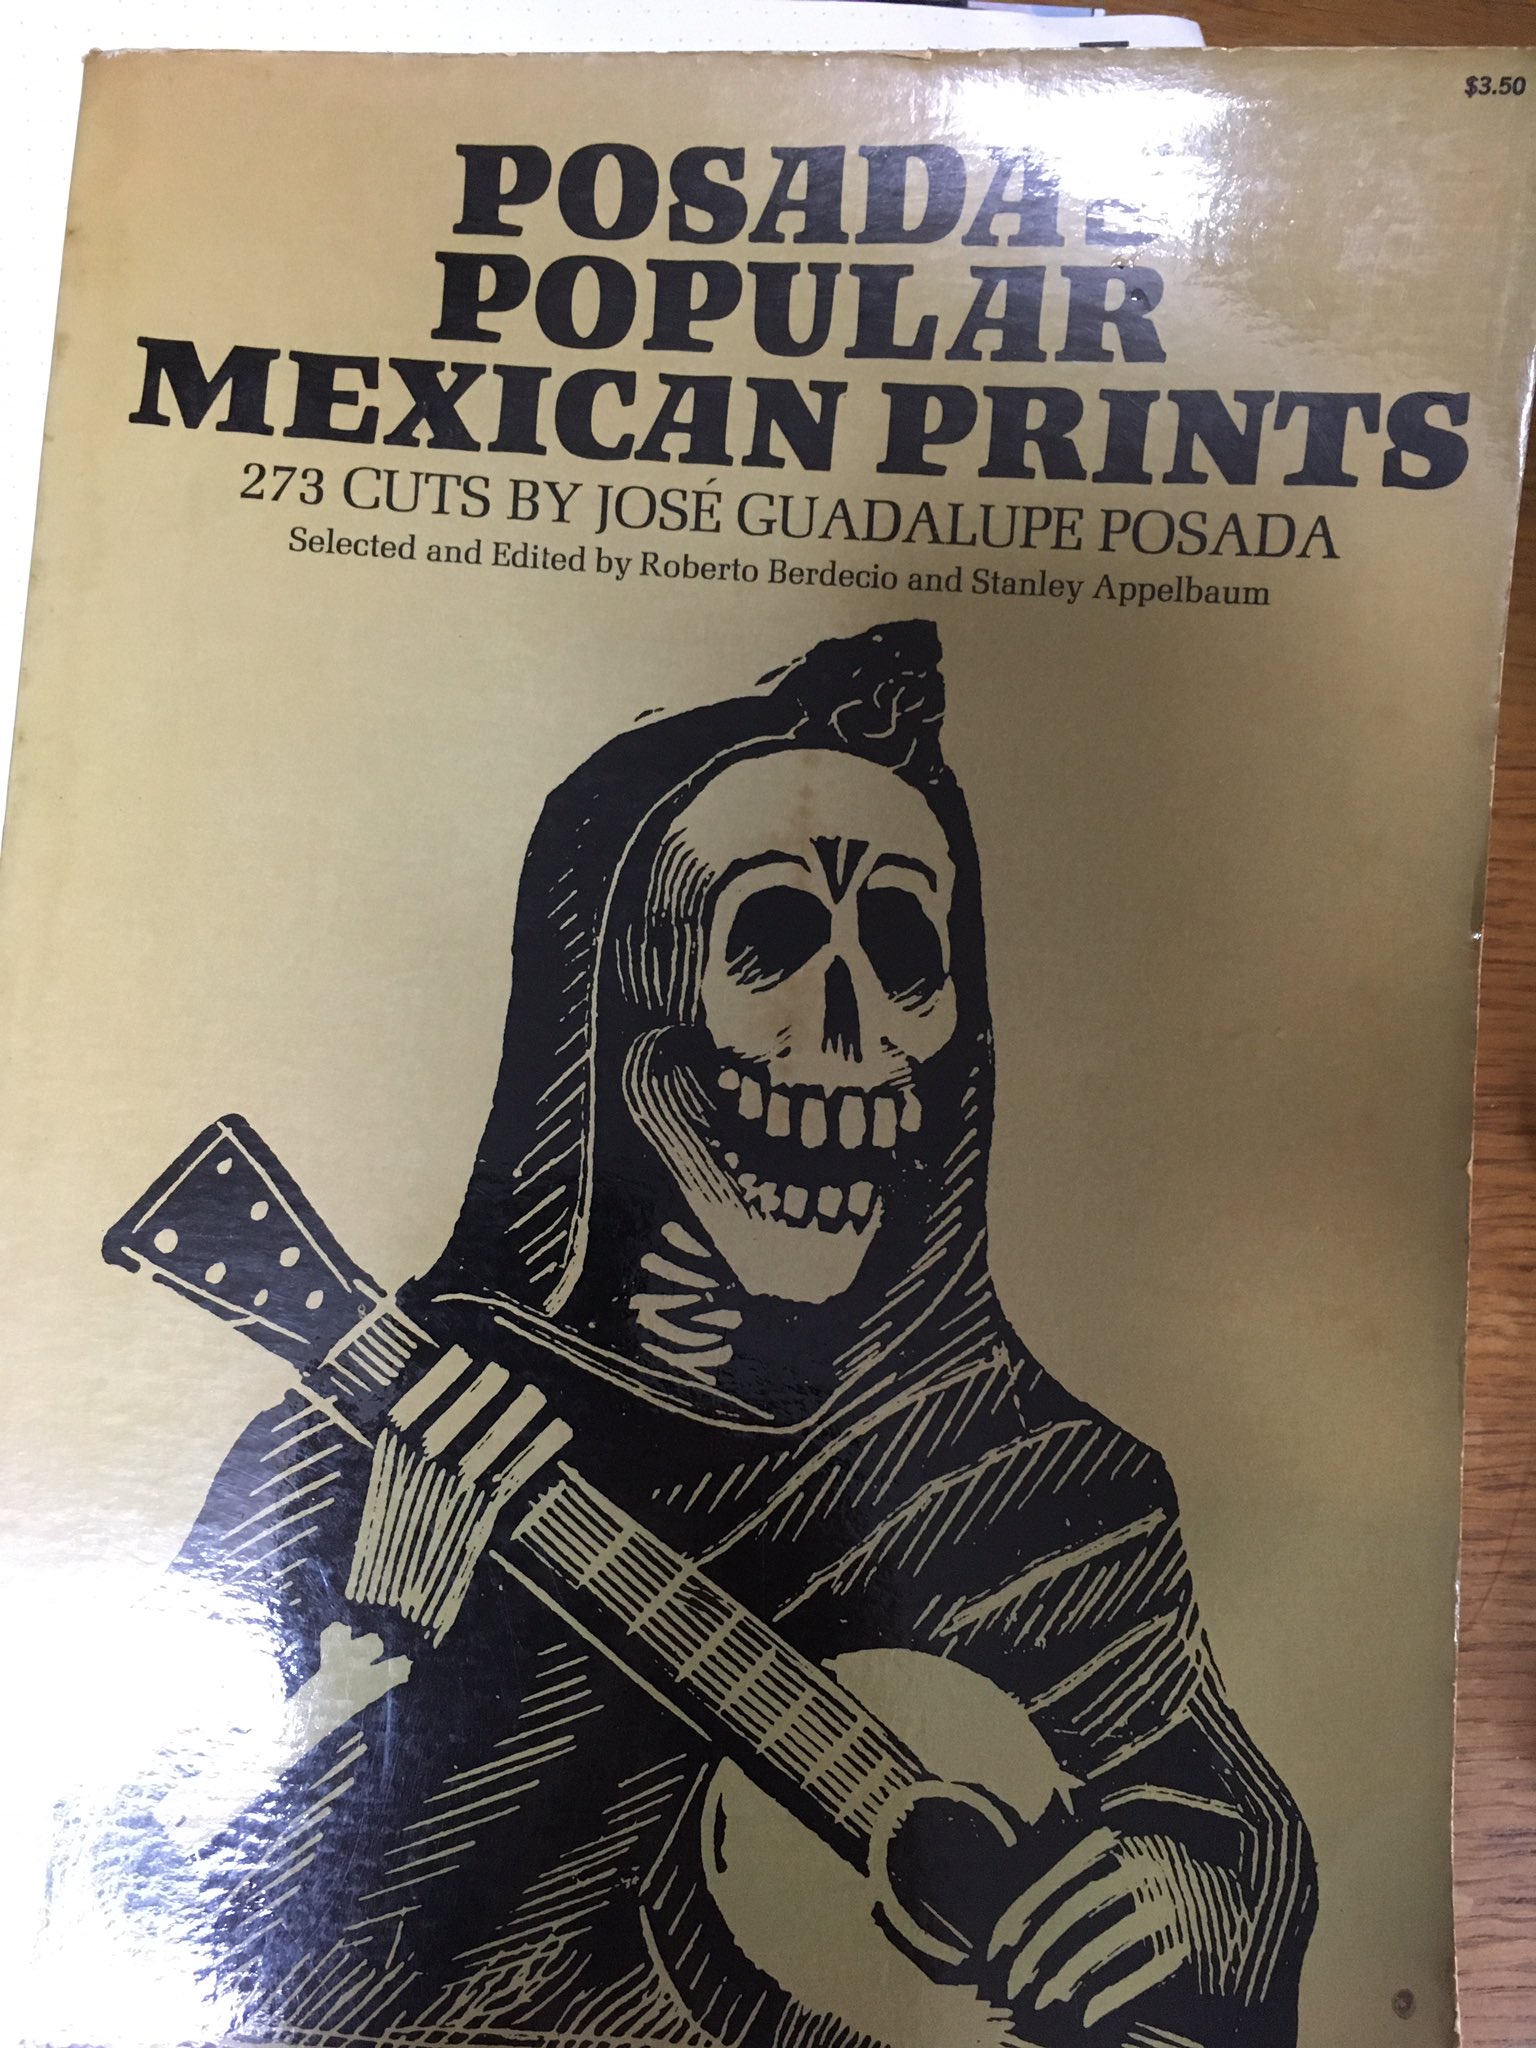 $3.50
POSADA'S
POPULAR
MEXICAN PRINTS
273 CUTS BY JOSÉ GUADALUPE POSADA
Selected and Edited by Roberto Berdecio and Stanley Appelbaum